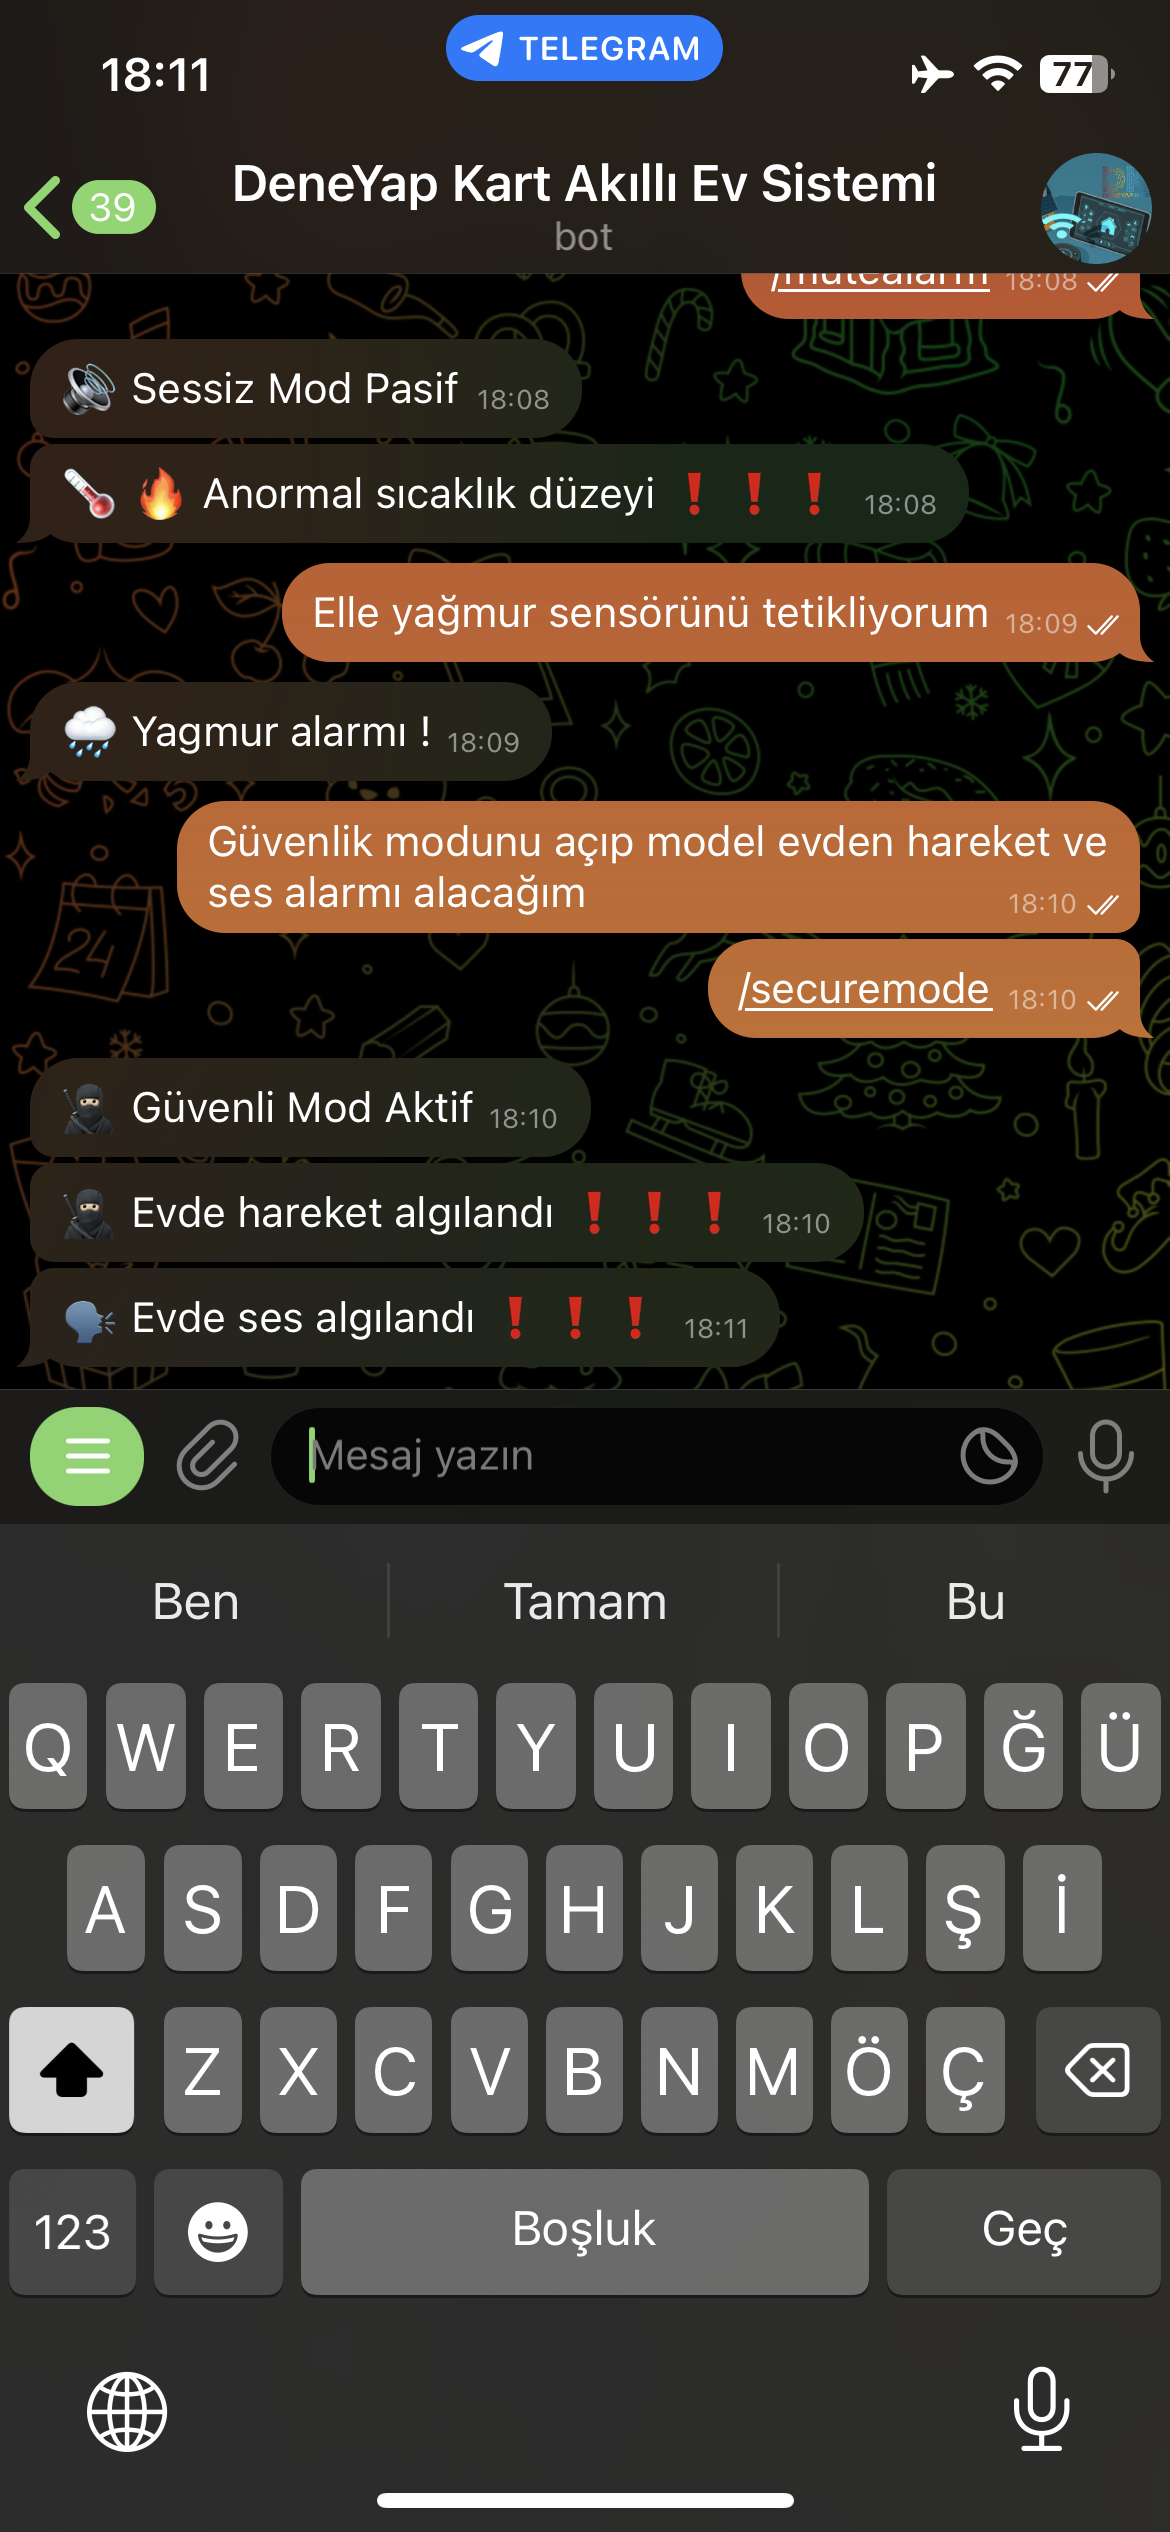 18:11
TELEGRAM
77
39
DeneYap Kart Akıllı Ev Sistemi
bot
/mutealarm 18:08
Sessiz Mod Pasif 18:08
Anormal sıcaklık düzeyi ❗❗❗ 18:08
Elle yağmur sensörünü tetikliyorum 18:09
Yagmur alarmı ! 18:09
24
Güvenlik modunu açıp model evden hareket ve
ses alarmı alacağım 18:10
/securemode 18:10
Güvenli Mod Aktif 18:10
Evde hareket algılandı ❗❗❗ 18:10
Evde ses algılandı ❗❗❗ 18:11
Mesaj yazın
Ben Tamam Bu
Q W E R T Y U I O P Ğ Ü
A S D F G H J K L Ş İ
Z X C V B N M Ö Ç
123 Boşluk Geç